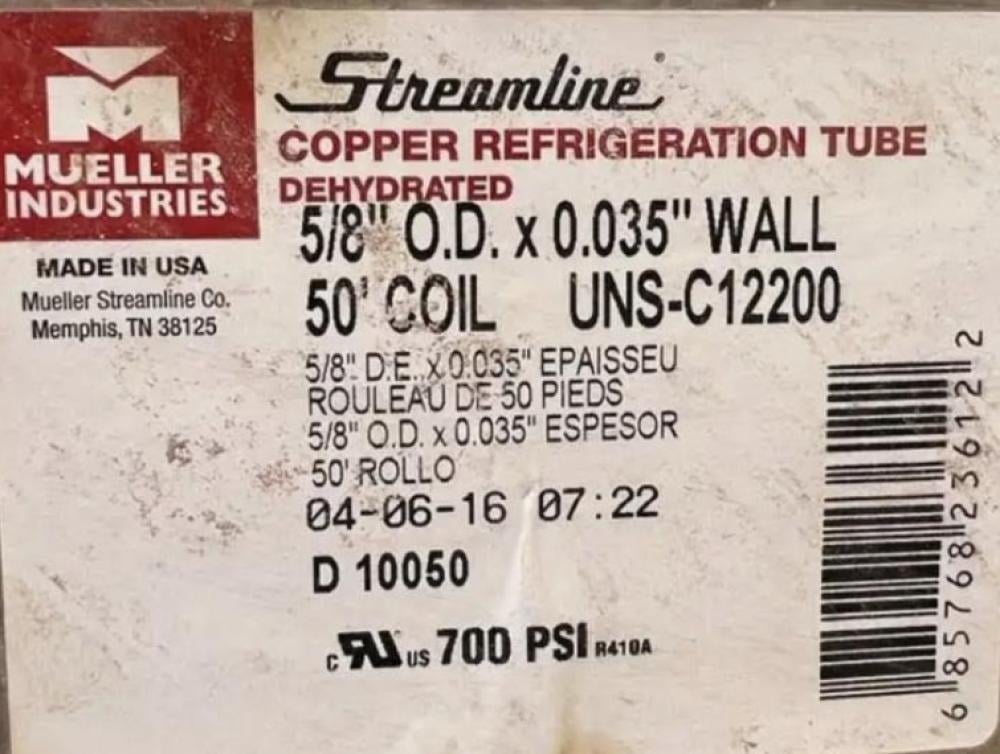 MUELLER
INDUSTRIES
MADE IN USA
Mueller Streamline Co.
Memphis, TN 38125
Streamline
COPPER REFRIGERATION TUBE
DEHYDRATED
5/8" O.D. x 0.035" WALL
50' COIL UNS-C12200
5/8" D.E. x 0.035" EPAISSEU
ROULEAU DE 50 PIEDS
5/8" O.D. x 0.035" ESPESOR
50' ROLLO
04-06-16 07:22
D 10050
c RU us 700 PSI R410A
6 85768 23612 2